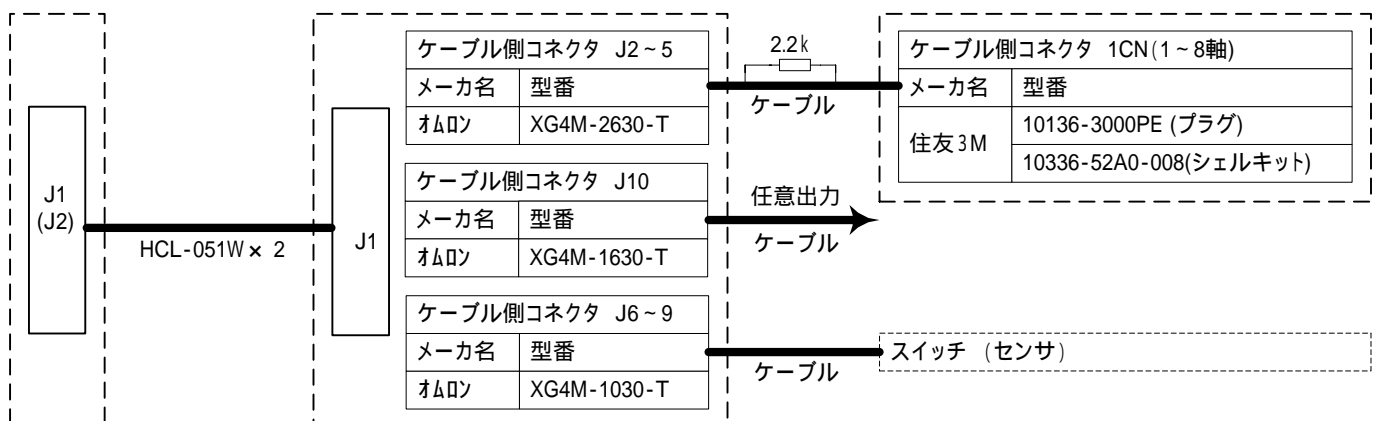 J1
(J2)
HCL-051W × 2
J1
ケーブル側コネクタ J2~5
メーカ名 型番
オムロン XG4M-2630-T
ケーブル側コネクタ J10
メーカ名 型番
オムロン XG4M-1630-T
ケーブル側コネクタ J6~9
メーカ名 型番
オムロン XG4M-1030-T
2.2k
ケーブル
任意出力
ケーブル
ケーブル
ケーブル側コネクタ 1CN(1~8軸)
メーカ名 型番
住友3M
10136-3000PE (プラグ)
10336-52A0-008(シェルキット)
スイッチ (センサ)